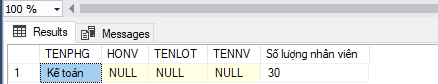 100 %
Results Messages
TENPHG HONV TENLOT TENNV Số lượng nhân viên
1 Kế toán NULL NULL NULL 30